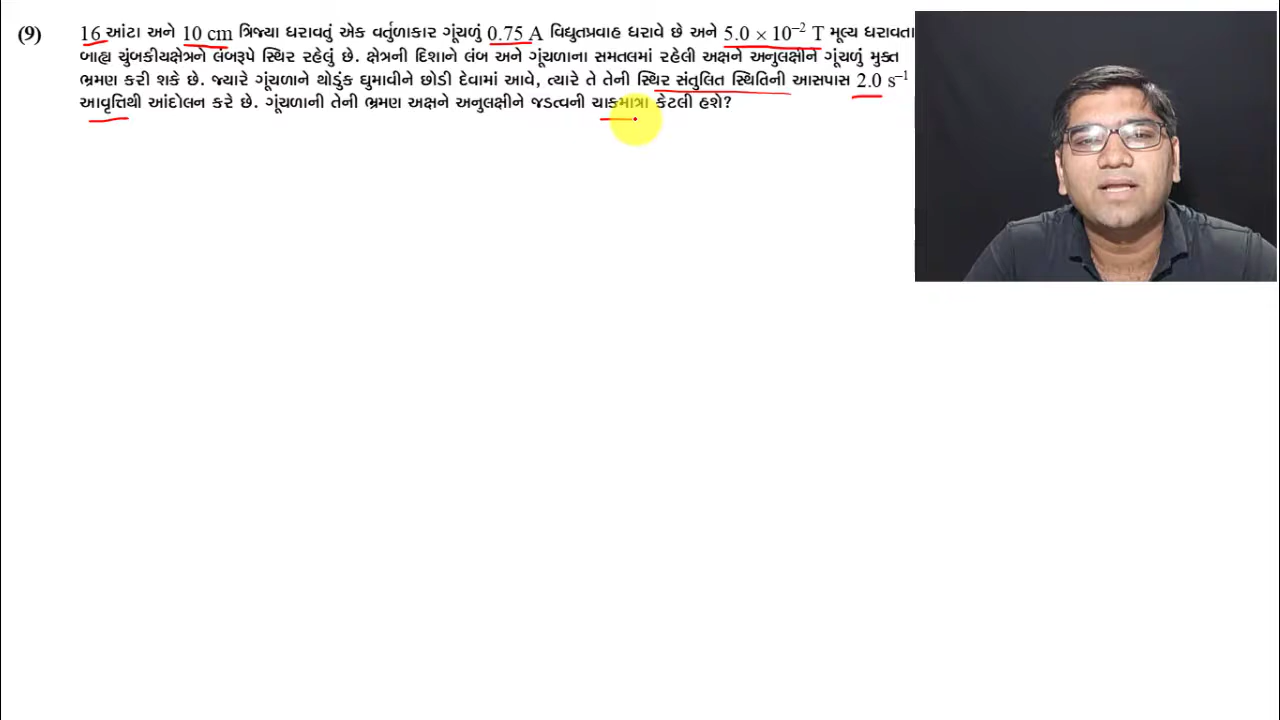 (9) 16 આંટા અને 10 cm ત્રિજ્યા ધરાવતું એક વર્તુળાકાર ગૂંચળું 0.75 A વિદ્યુતપ્રવાહ ધરાવે છે અને 5.0 × 10⁻² T મૂલ્ય ધરાવતા
બાહ્ય ચુંબકીયક્ષેત્રને લંબરૂપે સ્થિર રહેલું છે. ક્ષેત્રની દિશાને લંબ અને ગૂંચળાના સમતલમાં રહેલી અક્ષને અનુલક્ષીને ગૂંચળું મુક્ત
ભ્રમણ કરી શકે છે. જ્યારે ગૂંચળાને થોડુંક ઘુમાવીને છોડી દેવામાં આવે, ત્યારે તે તેની સ્થિર સંતુલિત સ્થિતિની આસપાસ 2.0 s⁻¹
આવૃત્તિથી આંદોલન કરે છે. ગૂંચળાની તેની ભ્રમણ અક્ષને અનુલક્ષીને જડત્વની ચાકમાત્રા કેટલી હશે?